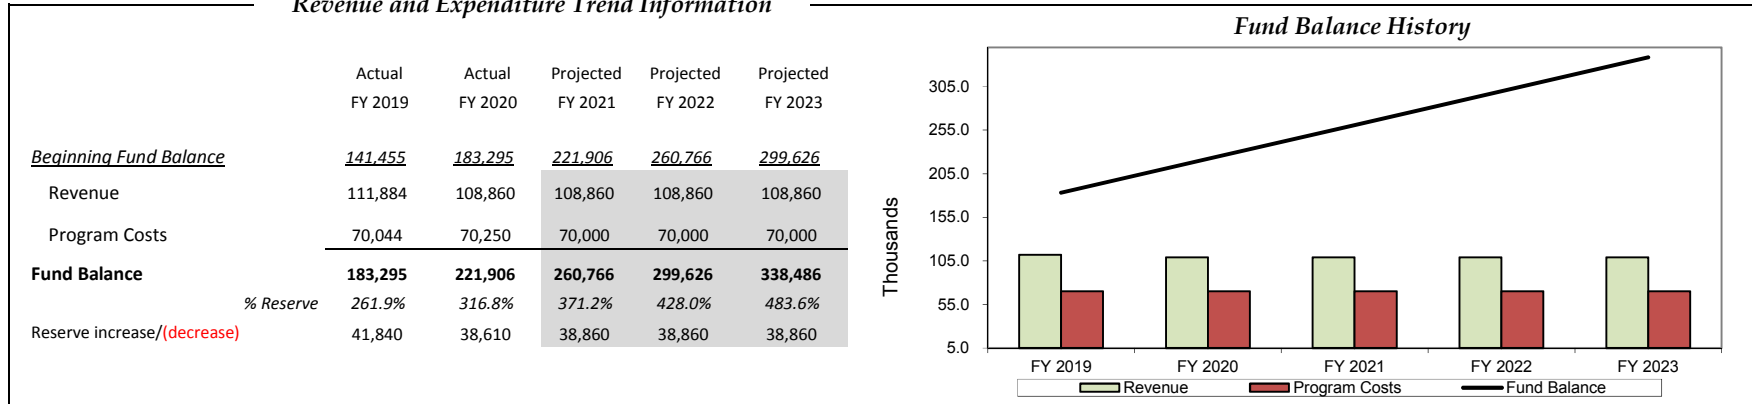 Revenue and Expenditure Trend Information
Actual Actual Projected Projected Projected
FY 2019 FY 2020 FY 2021 FY 2022 FY 2023
Beginning Fund Balance 141,455 183,295 221,906 260,766 299,626
Revenue 111,884 108,860 108,860 108,860 108,860
Program Costs 70,044 70,250 70,000 70,000 70,000
Fund Balance 183,295 221,906 260,766 299,626 338,486
% Reserve 261.9% 316.8% 371.2% 428.0% 483.6%
Reserve increase/(decrease) 41,840 38,610 38,860 38,860 38,860
Fund Balance History
Thousands
305.0
255.0
205.0
155.0
105.0
55.0
5.0
FY 2019 FY 2020 FY 2021 FY 2022 FY 2023
Revenue Program Costs Fund Balance